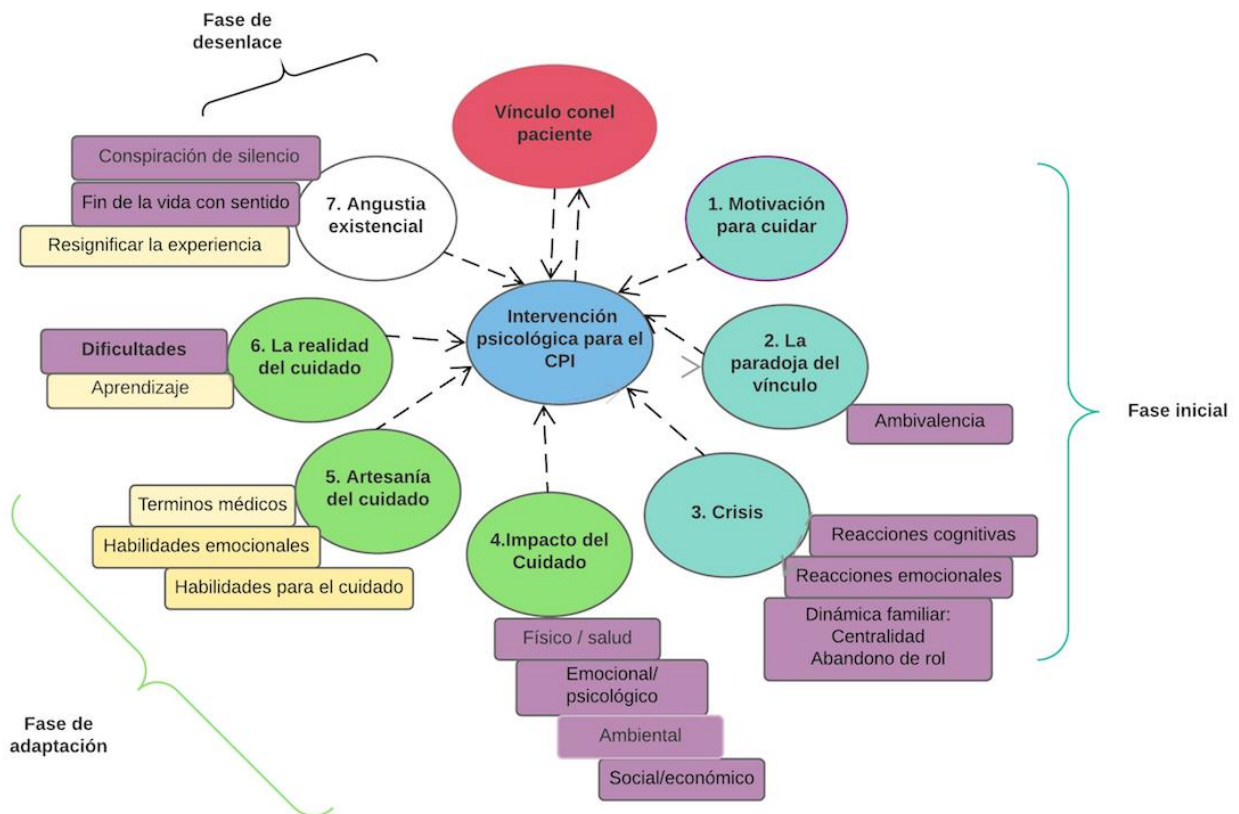 Fase de
desenlace
Vínculo conel
paciente
Conspiración de silencio
Fin de la vida con sentido
Resignificar la experiencia
7. Angustia
existencial
1. Motivación
para cuidar
Intervención
psicológica para el
CPI
2. La
paradoja del
vínculo
Ambivalencia
6. La realidad
del cuidado
Dificultades
Aprendizaje
Fase inicial
5. Artesanía
del cuidado
Terminos médicos
Habilidades emocionales
Habilidades para el cuidado
4.Impacto del
Cuidado
3. Crisis
Reacciones cognitivas
Reacciones emocionales
Dinámica familiar:
Centralidad
Abandono de rol
Físico / salud
Emocional/
psicológico
Ambiental
Social/económico
Fase de
adaptación